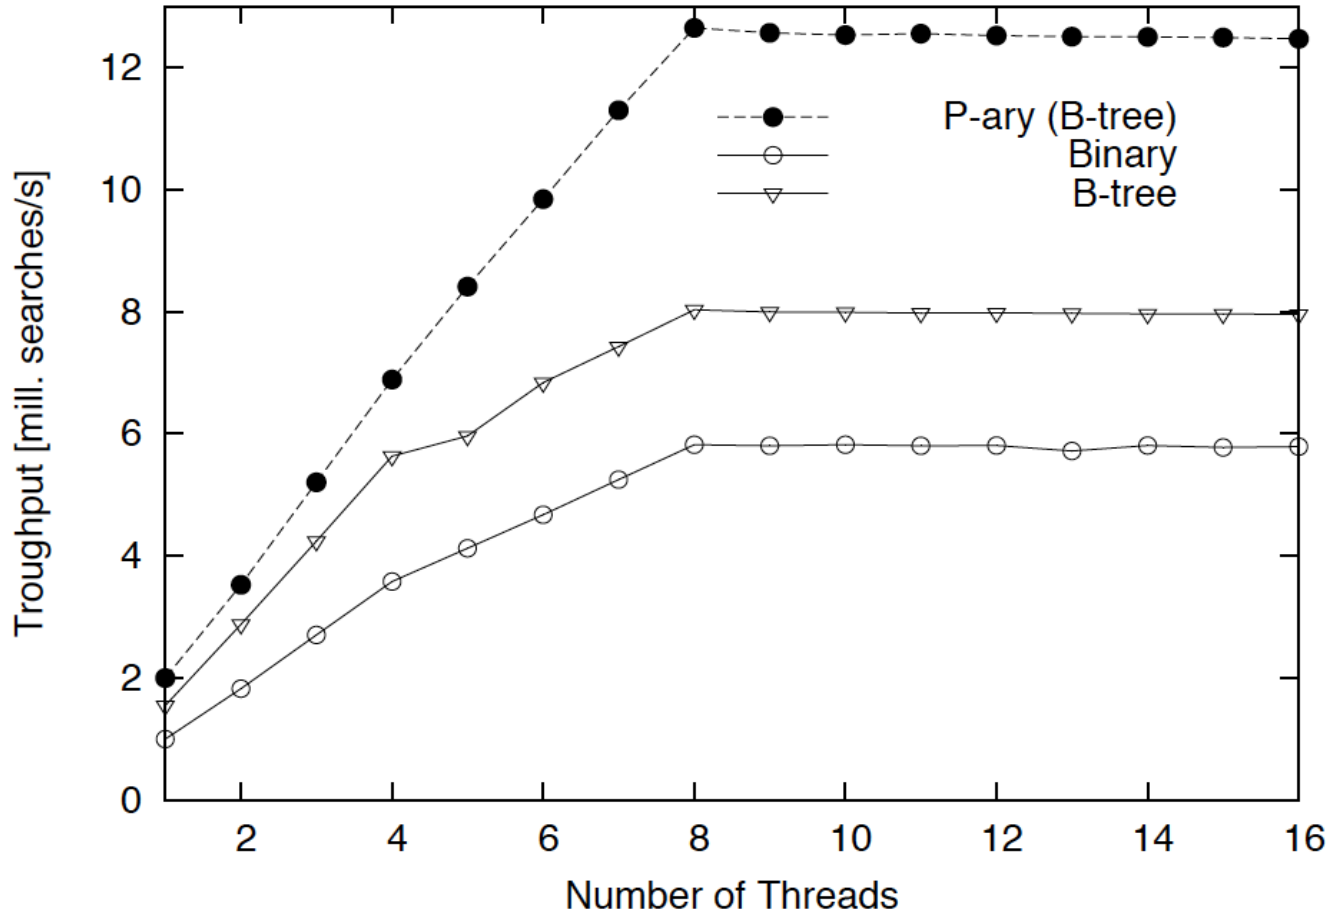 12
10
8
6
4
2
0
Troughput [mill. searches/s]
P-ary (B-tree)
Binary
B-tree
2 4 6 8 10 12 14 16
Number of Threads